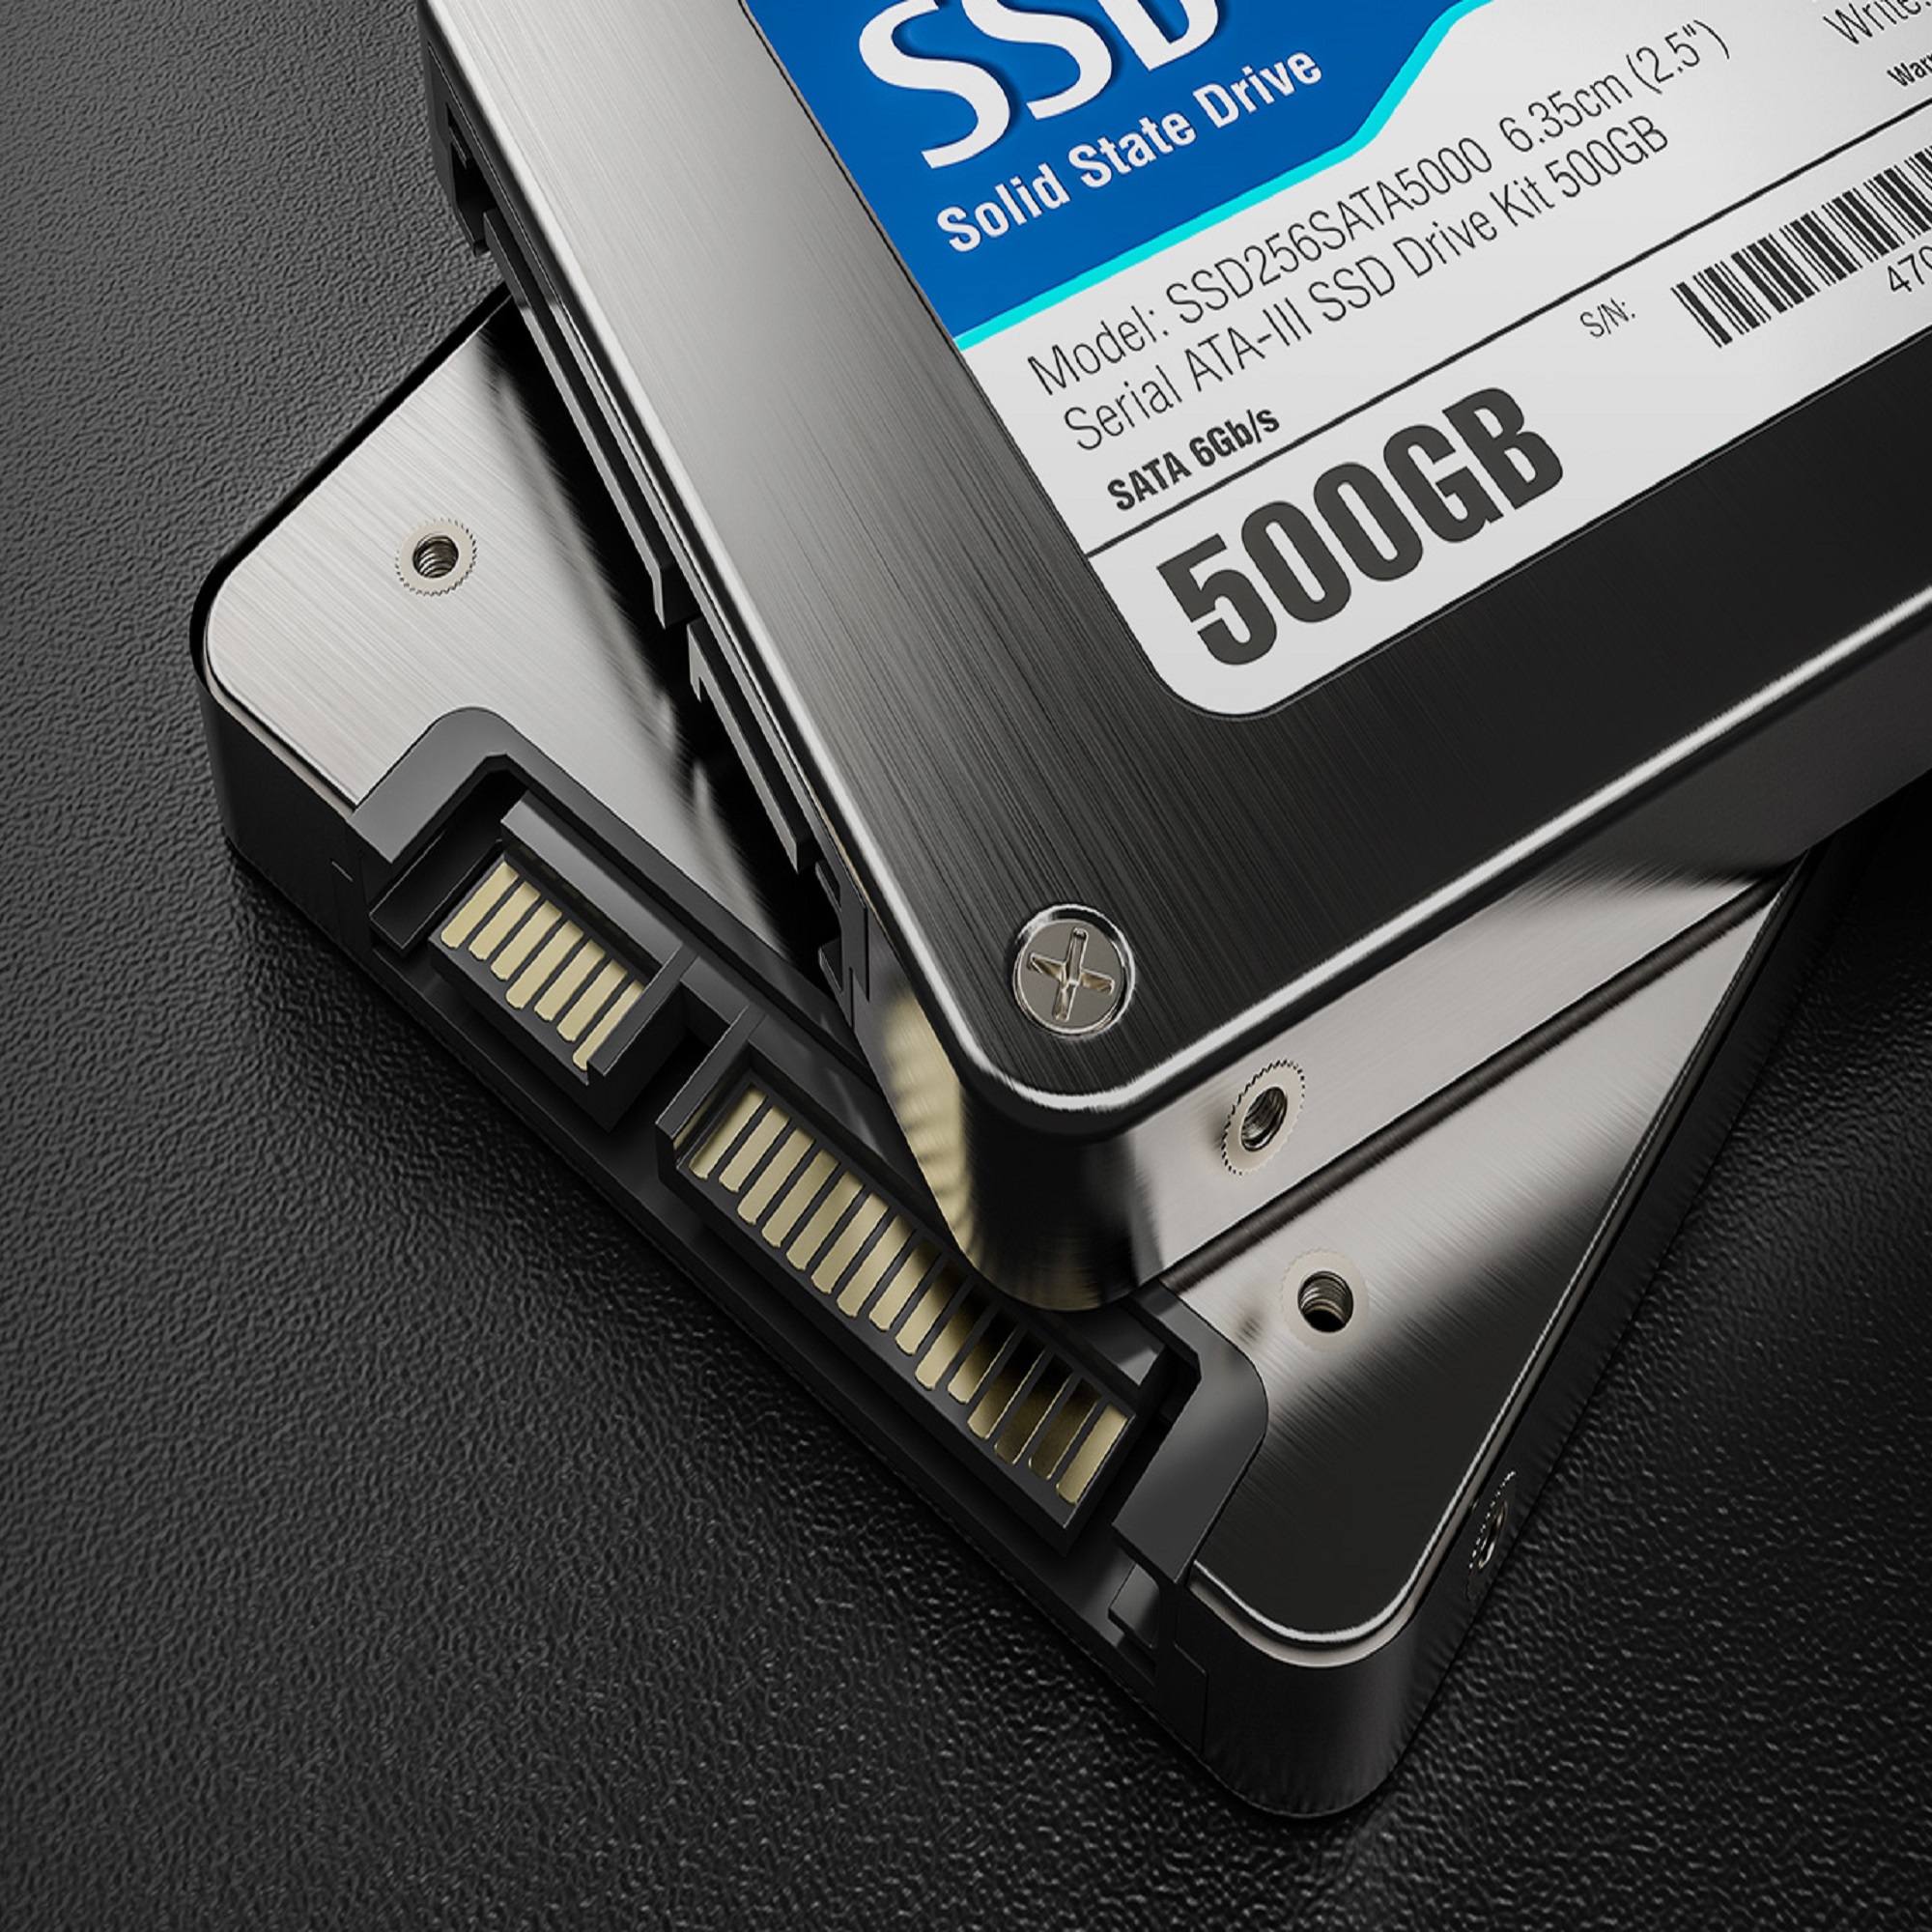 SSD
Solid State Drive
Model: SSD256SATA5000 6.35cm (2.5")
Serial ATA-III SSD Drive Kit 500GB
SATA 6Gb/s
S/N:
500GB